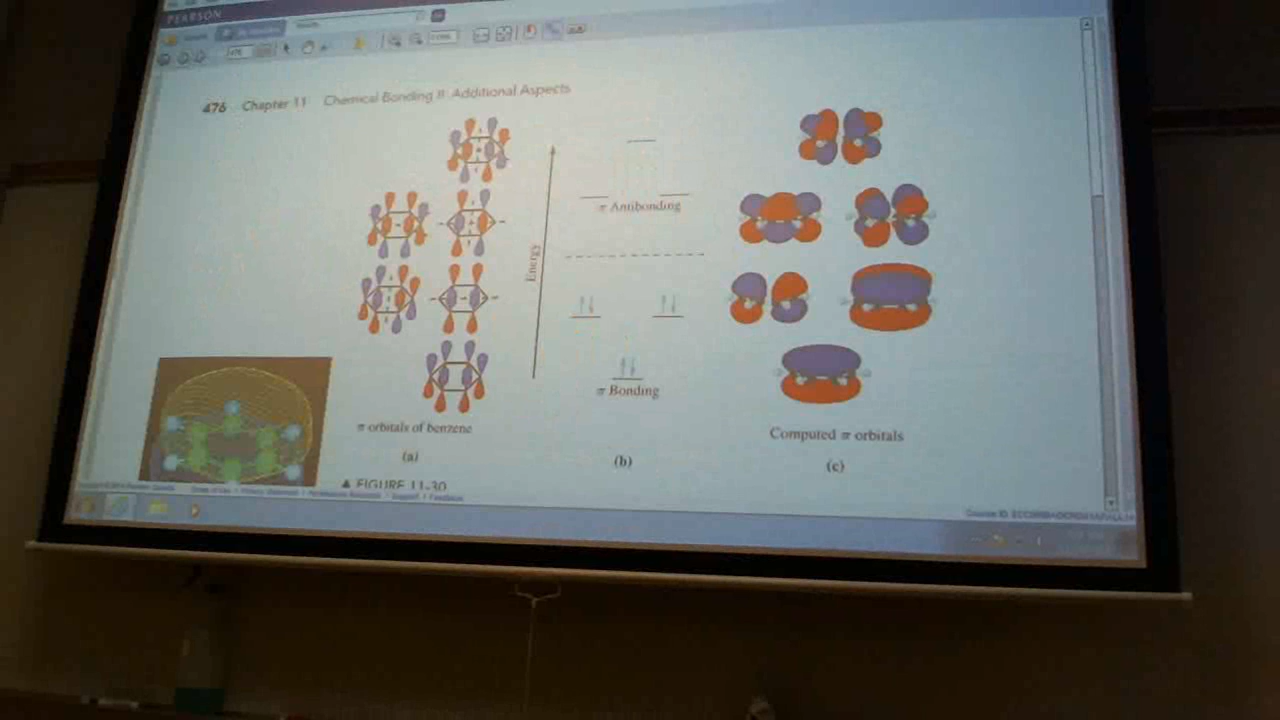 PEARSON
476
476 Chapter 11 Chemical Bonding II: Additional Aspects
Energy
π Antibonding
π Bonding
π orbitals of benzene
Computed π orbitals
(a)
(b)
(c)
▲ FIGURE 11-30